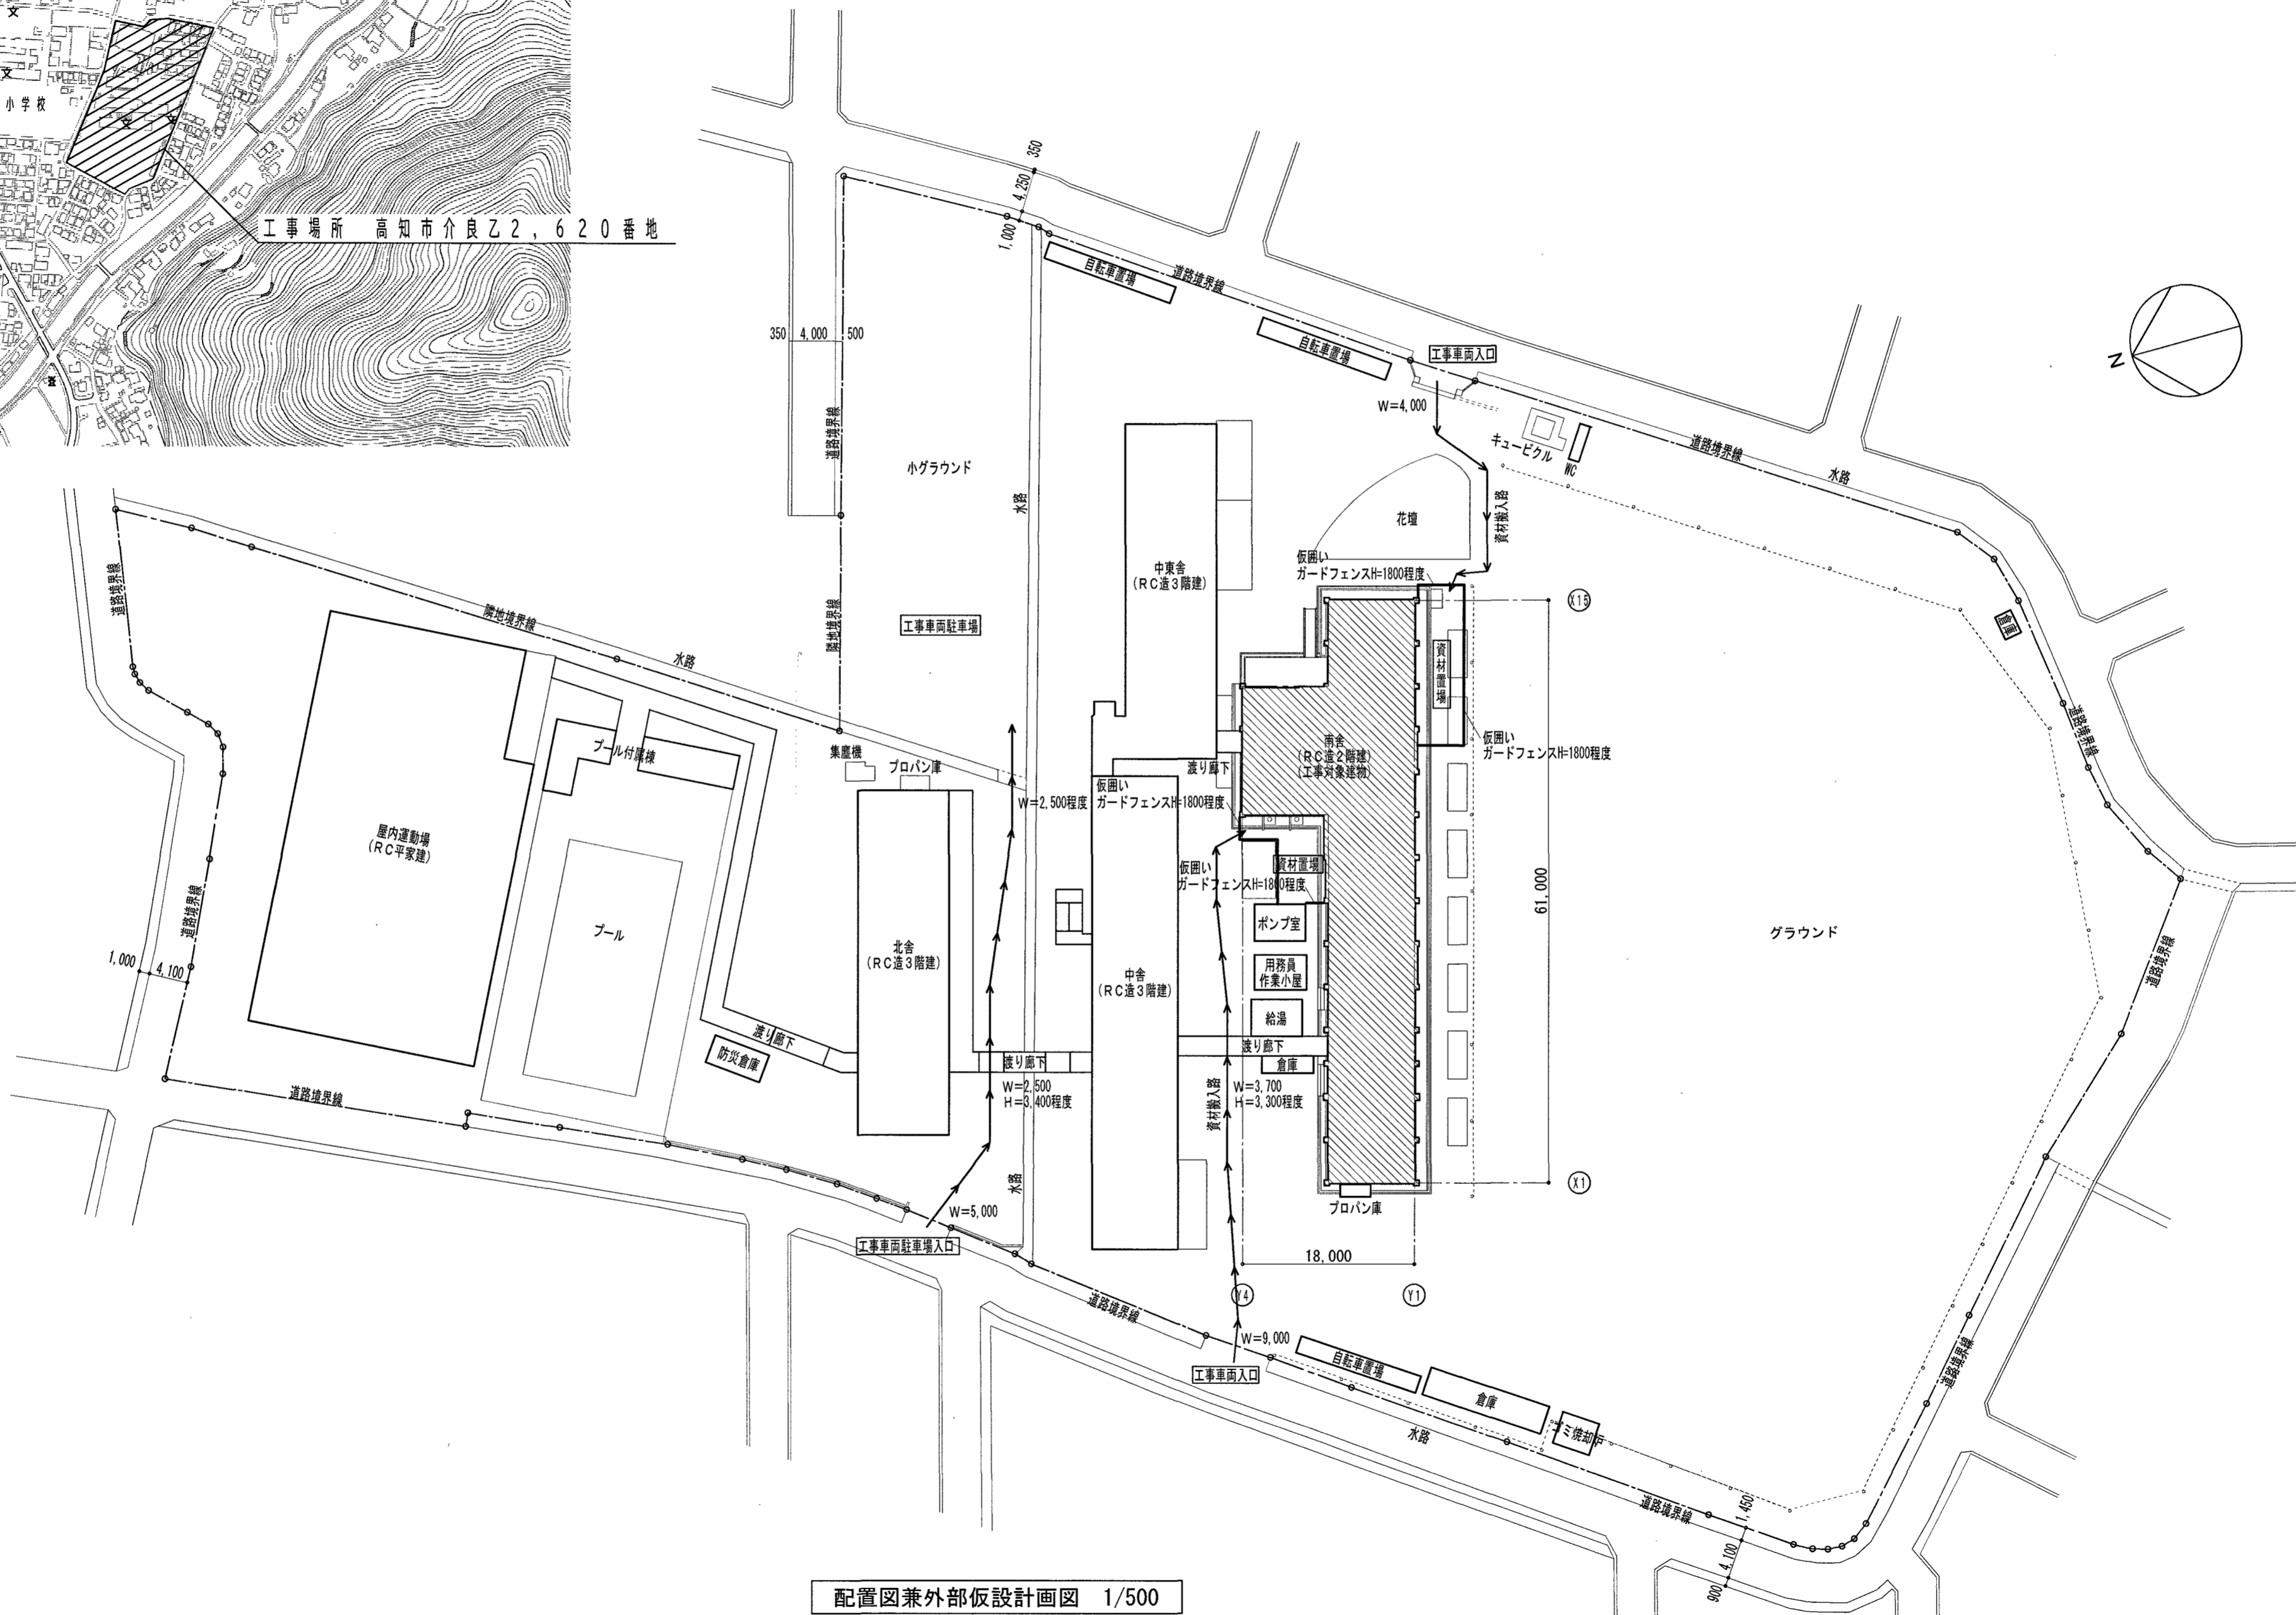 文
文
小学校
文
文
工事場所　高知市介良乙2,620番地
350
4,250
1,000
自転車置場
道路境界線
自転車置場
工事車両入口
W=4,000
キュービクル
WC
道路境界線
水路
N
350
4,000
500
道路境界線
小グラウンド
水路
花壇
資材搬入路
仮囲い
ガードフェンスH=1800程度
中東舎
(RC造3階建)
X15
倉庫
道路境界線
隣地境界線
水路
隣地境界線
工事車両駐車場
資材置場
道路境界線
仮囲い
ガードフェンスH=1800程度
南舎
(RC造2階建)
(工事対象建物)
渡り廊下
プール付属棟
集塵機
プロパン庫
仮囲い
W=2,500程度
ガードフェンスH=1800程度
屋内運動場
(RC平家建)
資材置場
仮囲い
ガードフェンスH=1800程度
61,000
ポンプ室
プール
グラウンド
道路境界線
道路境界線
北舎
(RC造3階建)
用務員
作業小屋
中舎
(RC造3階建)
1,000
4,100
給湯
渡り廊下
防災倉庫
渡り廊下
渡り廊下
倉庫
W=2,500
H=3,400程度
資材搬入路
W=3,700
H=3,300程度
道路境界線
水路
X1
プロパン庫
W=5,000
工事車両駐車場入口
18,000
Y4
Y1
道路境界線
W=9,000
工事車両入口
自転車置場
倉庫
ゴミ焼却舎
道路境界線
水路
道路境界線
1,450
4,100
900
配置図兼外部仮設計画図　1/500